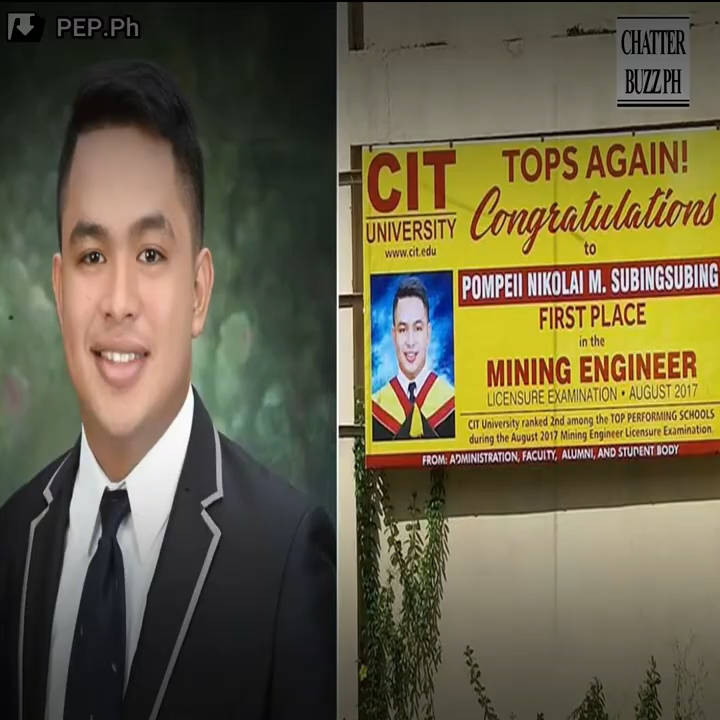 PEP.Ph
CHATTER
BUZZ PH
CIT
UNIVERSITY
www.cit.edu
TOPS AGAIN!
Congratulations
to
POMPEII NIKOLAI M. SUBINGSUBING
FIRST PLACE
in the
MINING ENGINEER
LICENSURE EXAMINATION • AUGUST 2017
CIT University ranked 2nd among the TOP PERFORMING SCHOOLS
during the August 2017 Mining Engineer Licensure Examination.
FROM: ADMINISTRATION, FACULTY, ALUMNI, AND STUDENT BODY